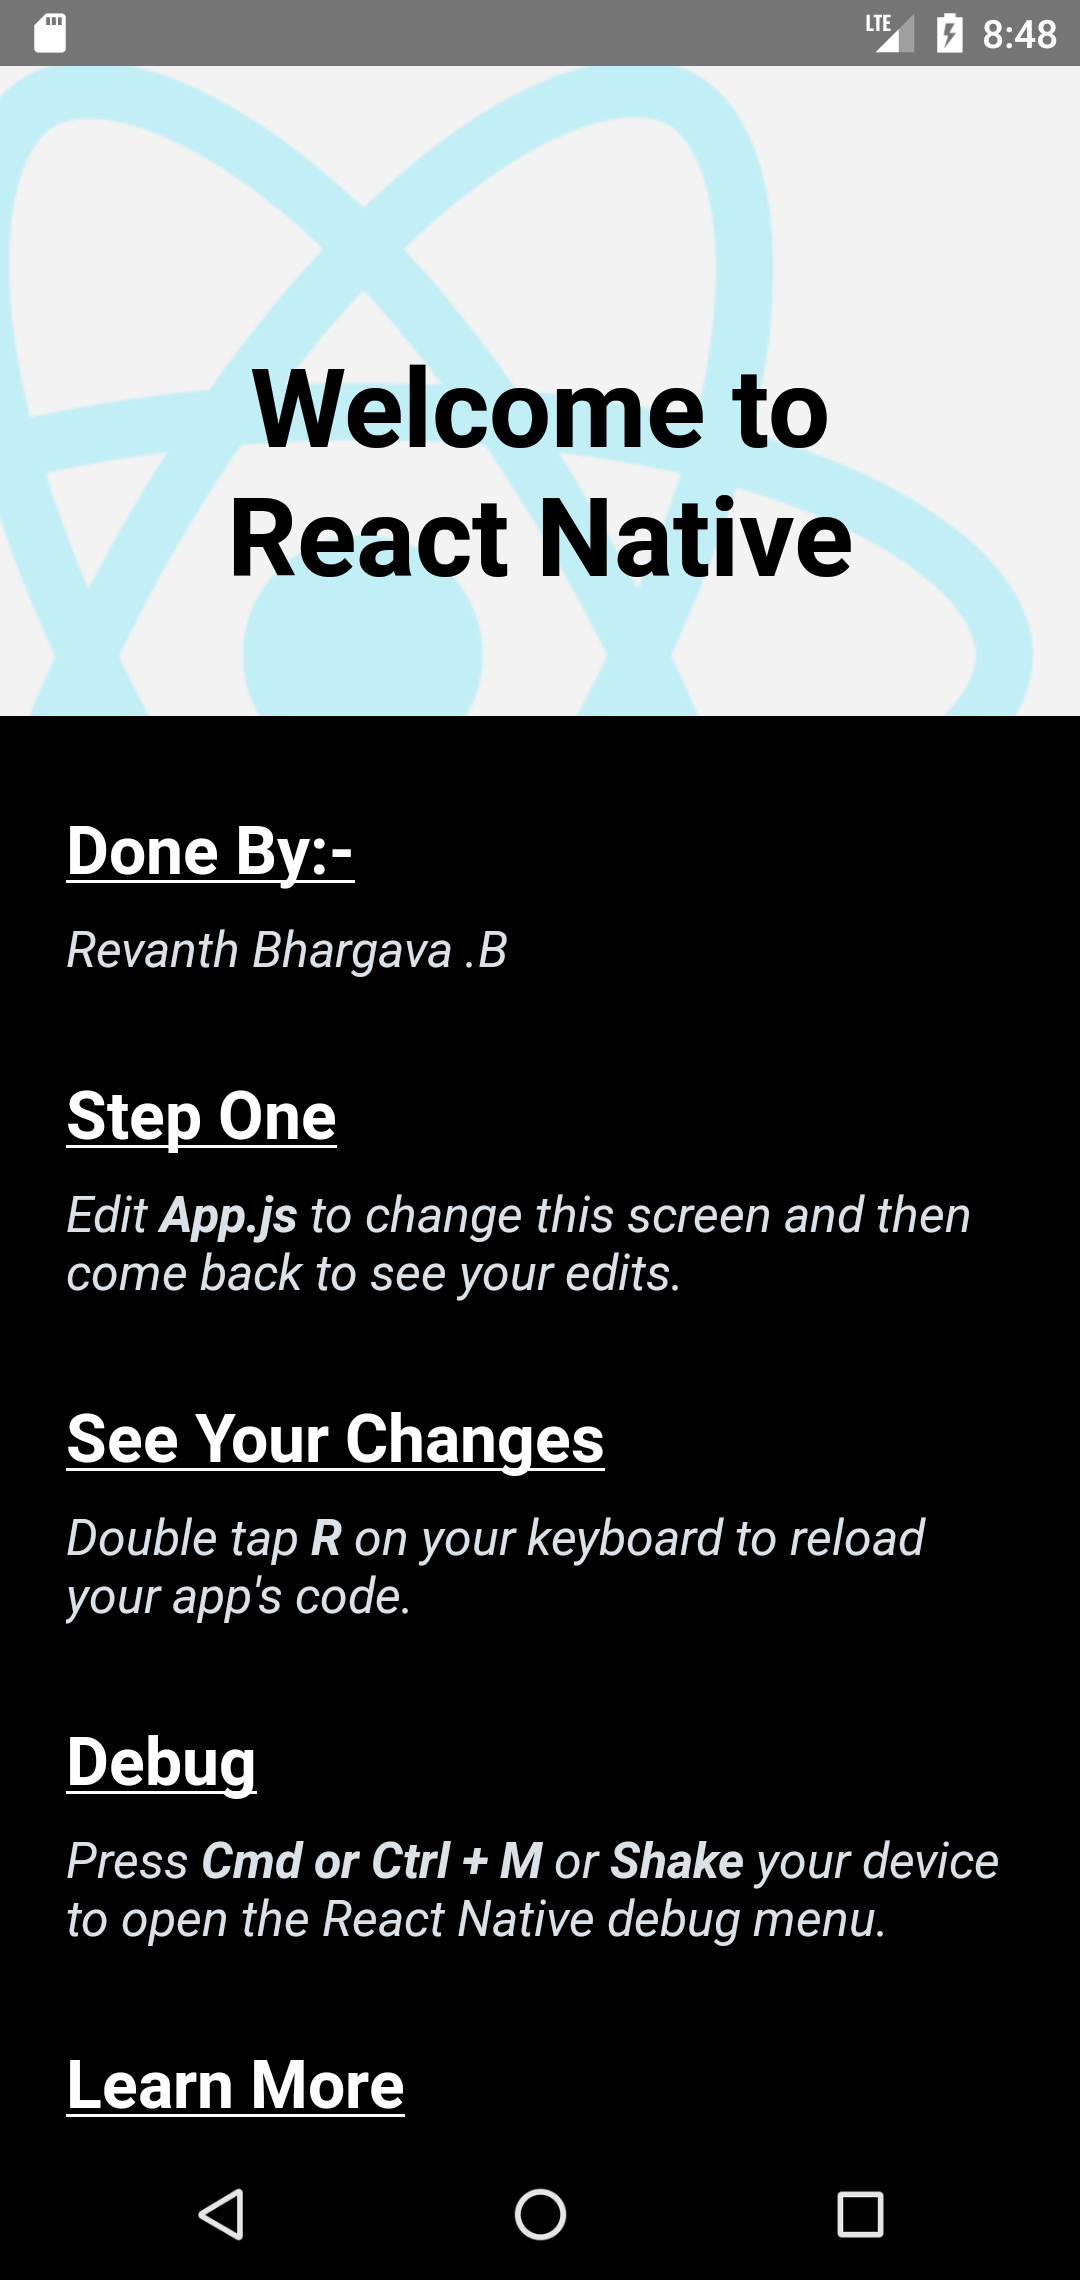 LTE 8:48
Welcome to
React Native
Done By:-
Revanth Bhargava .B
Step One
Edit App.js to change this screen and then
come back to see your edits.
See Your Changes
Double tap R on your keyboard to reload
your app's code.
Debug
Press Cmd or Ctrl + M or Shake your device
to open the React Native debug menu.
Learn More